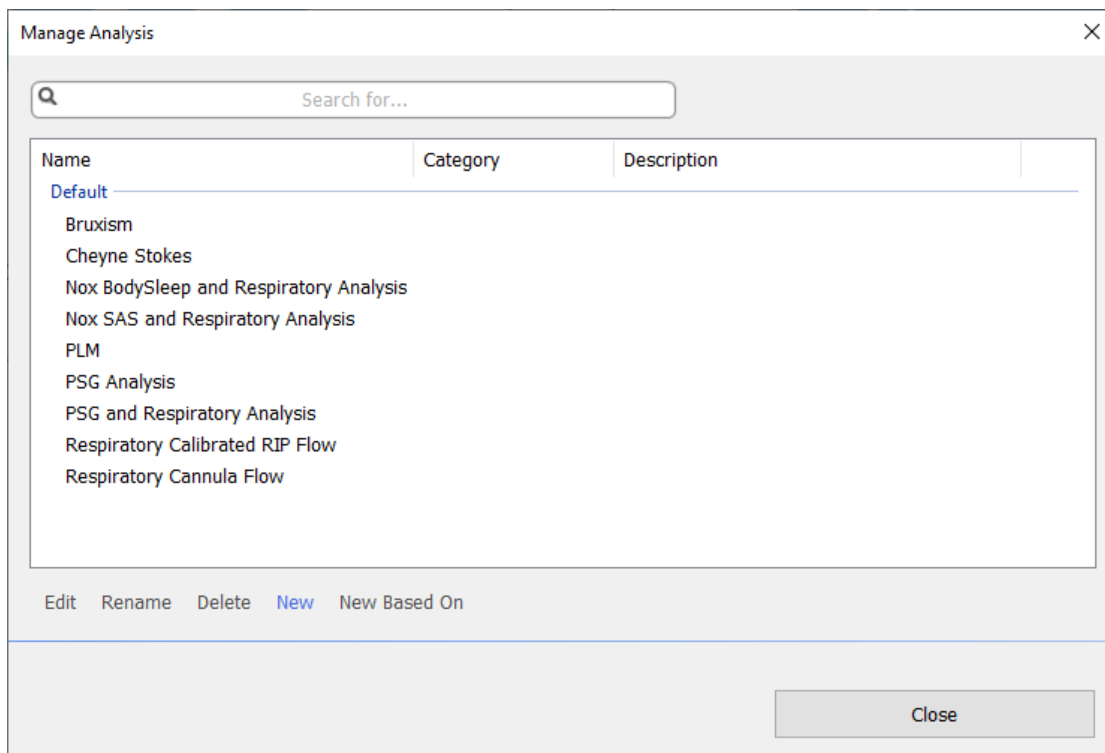 Manage Analysis
Search for...
Name Category Description
Default
Bruxism
Cheyne Stokes
Nox BodySleep and Respiratory Analysis
Nox SAS and Respiratory Analysis
PLM
PSG Analysis
PSG and Respiratory Analysis
Respiratory Calibrated RIP Flow
Respiratory Cannula Flow
Edit Rename Delete New New Based On
Close